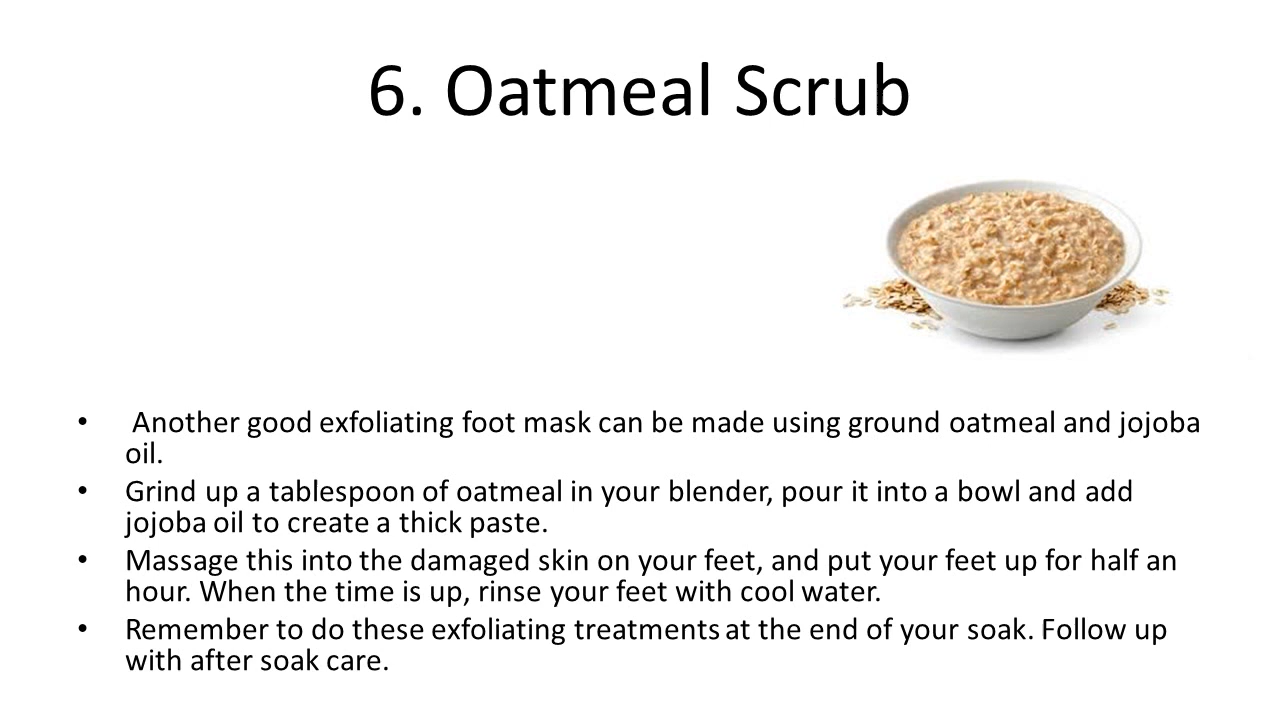 6. Oatmeal Scrub
• Another good exfoliating foot mask can be made using ground oatmeal and jojoba
oil.
• Grind up a tablespoon of oatmeal in your blender, pour it into a bowl and add
jojoba oil to create a thick paste.
• Massage this into the damaged skin on your feet, and put your feet up for half an
hour. When the time is up, rinse your feet with cool water.
• Remember to do these exfoliating treatments at the end of your soak. Follow up
with after soak care.